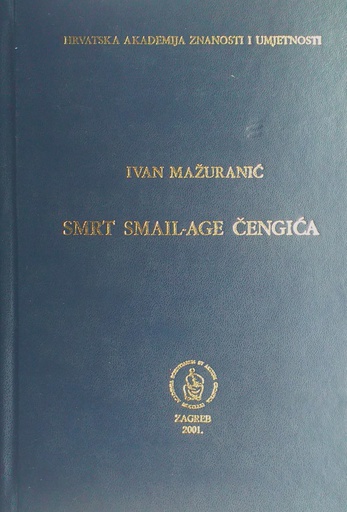 HRVATSKA AKADEMIJA ZNANOSTI I UMJETNOSTI
IVAN MAŽURANIĆ
SMRT SMAIL-AGE ČENGIĆA
ZAGREB
2001.